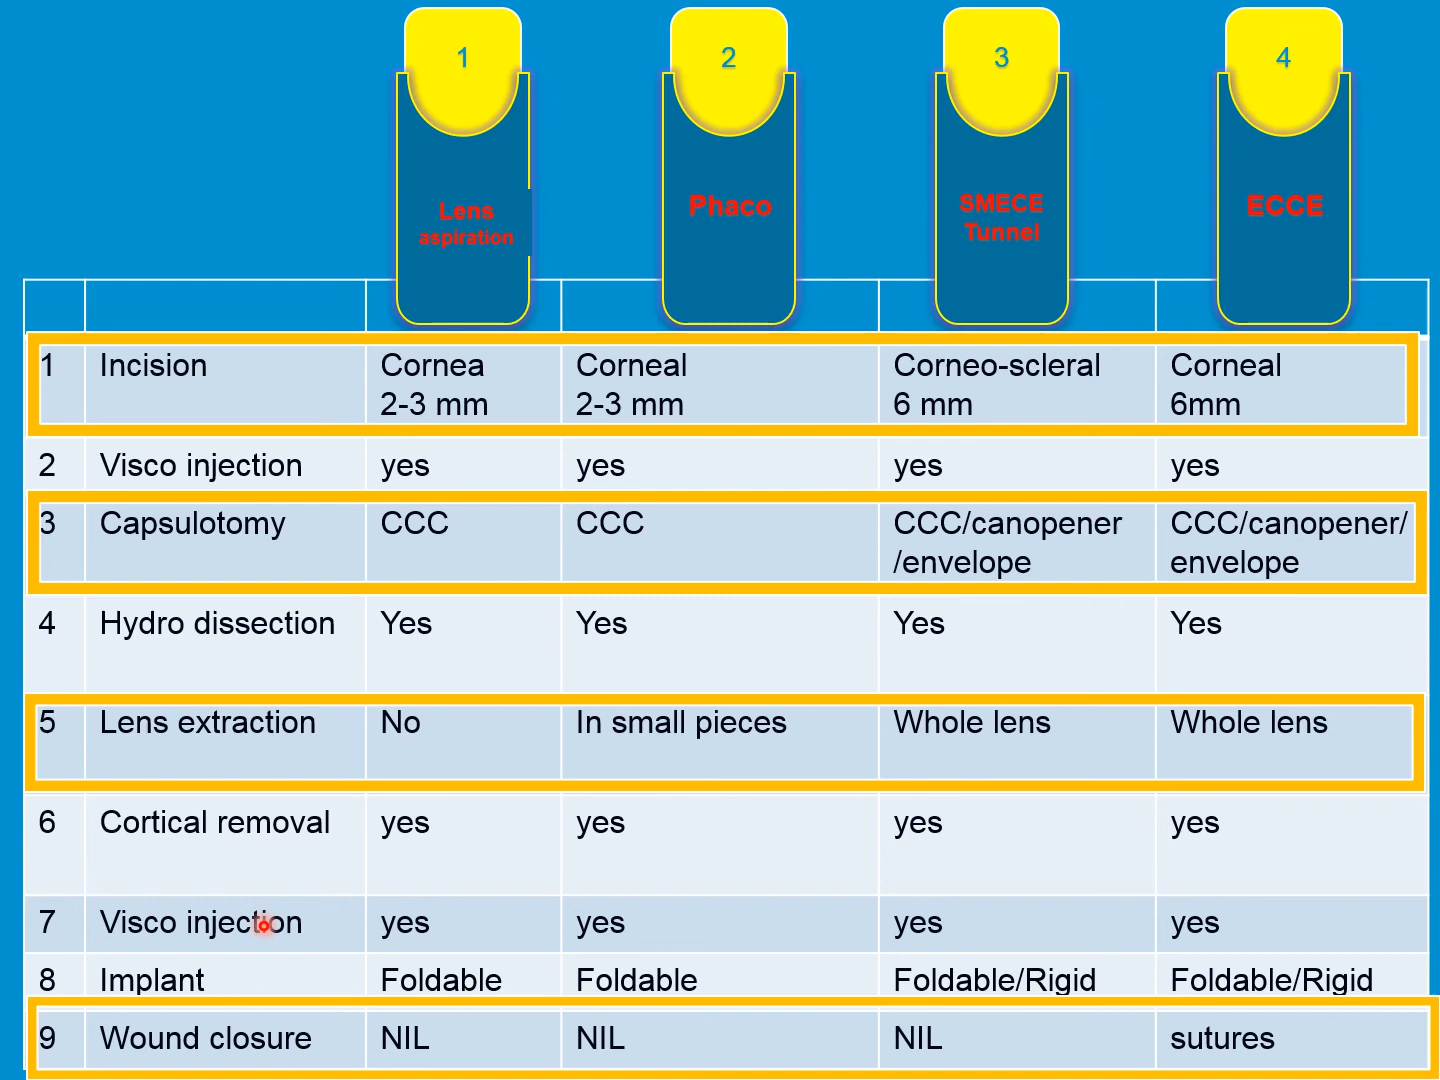 1
2
3
4
Lens
aspiration
Phaco
SMECE
Tunnel
ECCE
1 Incision Cornea Corneal Corneo-scleral Corneal
2-3 mm 2-3 mm 6 mm 6mm
2 Visco injection yes yes yes yes
3 Capsulotomy CCC CCC CCC/canopener CCC/canopener/
/envelope envelope
4 Hydro dissection Yes Yes Yes Yes
5 Lens extraction No In small pieces Whole lens Whole lens
6 Cortical removal yes yes yes yes
7 Visco injection yes yes yes yes
8 Implant Foldable Foldable Foldable/Rigid Foldable/Rigid
9 Wound closure NIL NIL NIL sutures